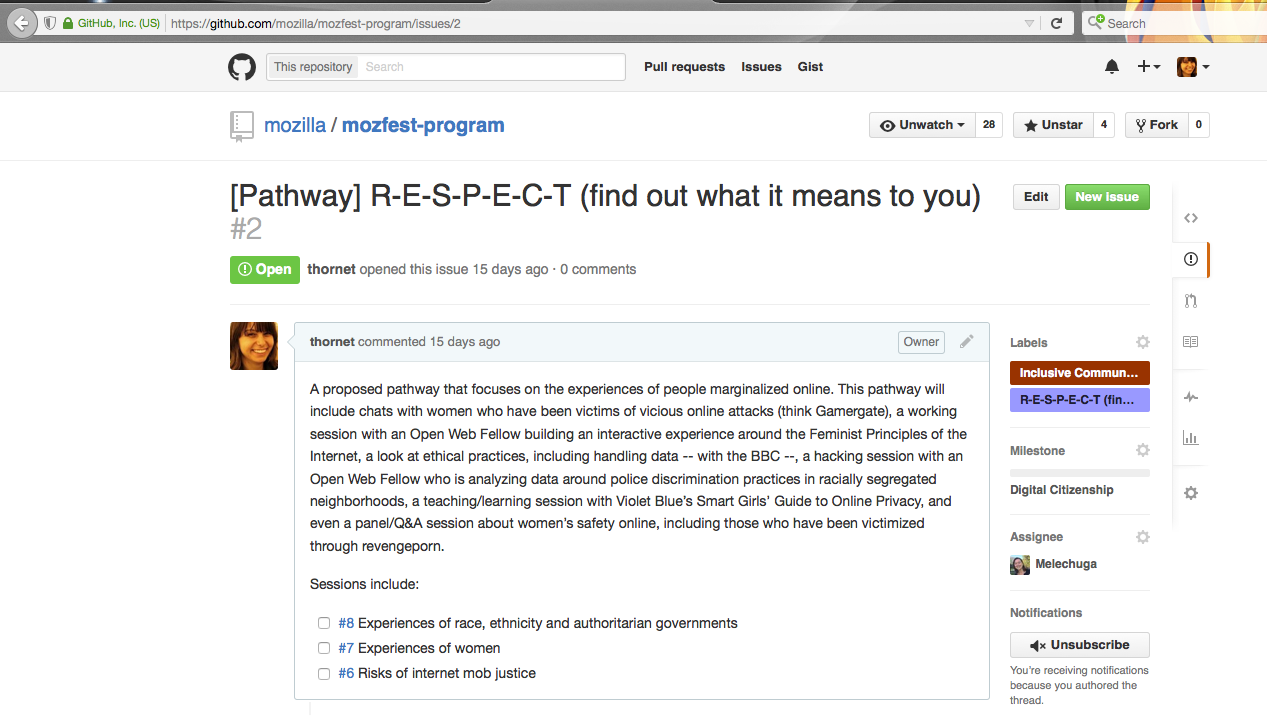 GitHub, Inc. (US)
https://github.com/mozilla/mozfest-program/issues/2
Search
This repository
Search
Pull requests
Issues
Gist
mozilla / mozfest-program
Unwatch
28
Unstar
4
Fork
0
[Pathway] R-E-S-P-E-C-T (find out what it means to you)
#2
Edit
New issue
Open
thornet opened this issue 15 days ago · 0 comments
thornet commented 15 days ago
Owner
A proposed pathway that focuses on the experiences of people marginalized online. This pathway will
include chats with women who have been victims of vicious online attacks (think Gamergate), a working
session with an Open Web Fellow building an interactive experience around the Feminist Principles of the
Internet, a look at ethical practices, including handling data -- with the BBC --, a hacking session with an
Open Web Fellow who is analyzing data around police discrimination practices in racially segregated
neighborhoods, a teaching/learning session with Violet Blue's Smart Girls' Guide to Online Privacy, and
even a panel/Q&A session about women's safety online, including those who have been victimized
through revengeporn.
Sessions include:
#8 Experiences of race, ethnicity and authoritarian governments
#7 Experiences of women
#6 Risks of internet mob justice
Labels
Inclusive Commun...
R-E-S-P-E-C-T (fin...
Milestone
Digital Citizenship
Assignee
Melechuga
Notifications
Unsubscribe
You're receiving notifications
because you authored the
thread.